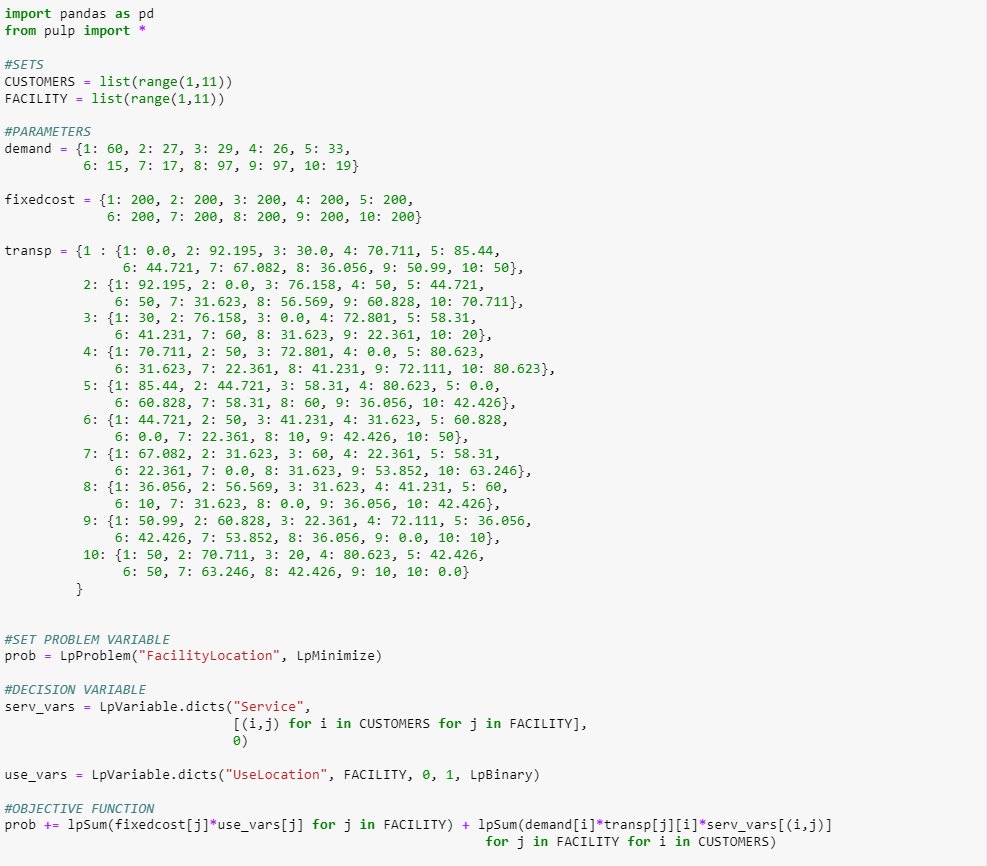 import pandas as pd
from pulp import *
#SETS
CUSTOMERS = list(range(1,11))
FACILITY = list(range(1,11))
#PARAMETERS
demand = {1: 60, 2: 27, 3: 29, 4: 26, 5: 33,
6: 15, 7: 17, 8: 97, 9: 97, 10: 19}
fixedcost = {1: 200, 2: 200, 3: 200, 4: 200, 5: 200,
6: 200, 7: 200, 8: 200, 9: 200, 10: 200}
transp = {1 : {1: 0.0, 2: 92.195, 3: 30.0, 4: 70.711, 5: 85.44,
6: 44.721, 7: 67.082, 8: 36.056, 9: 50.99, 10: 50},
2: {1: 92.195, 2: 0.0, 3: 76.158, 4: 50, 5: 44.721,
6: 50, 7: 31.623, 8: 56.569, 9: 60.828, 10: 70.711},
3: {1: 30, 2: 76.158, 3: 0.0, 4: 72.801, 5: 58.31,
6: 41.231, 7: 60, 8: 31.623, 9: 22.361, 10: 20},
4: {1: 70.711, 2: 50, 3: 72.801, 4: 0.0, 5: 80.623,
6: 31.623, 7: 22.361, 8: 41.231, 9: 72.111, 10: 80.623},
5: {1: 85.44, 2: 44.721, 3: 58.31, 4: 80.623, 5: 0.0,
6: 60.828, 7: 58.31, 8: 60, 9: 36.056, 10: 42.426},
6: {1: 44.721, 2: 50, 3: 41.231, 4: 31.623, 5: 60.828,
6: 0.0, 7: 22.361, 8: 10, 9: 42.426, 10: 50},
7: {1: 67.082, 2: 31.623, 3: 60, 4: 22.361, 5: 58.31,
6: 22.361, 7: 0.0, 8: 31.623, 9: 53.852, 10: 63.246},
8: {1: 36.056, 2: 56.569, 3: 31.623, 4: 41.231, 5: 60,
6: 10, 7: 31.623, 8: 0.0, 9: 36.056, 10: 42.426},
9: {1: 50.99, 2: 60.828, 3: 22.361, 4: 72.111, 5: 36.056,
6: 42.426, 7: 53.852, 8: 36.056, 9: 0.0, 10: 10},
10: {1: 50, 2: 70.711, 3: 20, 4: 80.623, 5: 42.426,
6: 50, 7: 63.246, 8: 42.426, 9: 10, 10: 0.0}
}
#SET PROBLEM VARIABLE
prob = LpProblem("FacilityLocation", LpMinimize)
#DECISION VARIABLE
serv_vars = LpVariable.dicts("Service",
[(i,j) for i in CUSTOMERS for j in FACILITY],
0)
use_vars = LpVariable.dicts("UseLocation", FACILITY, 0, 1, LpBinary)
#OBJECTIVE FUNCTION
prob += lpSum(fixedcost[j]*use_vars[j] for j in FACILITY) + lpSum(demand[i]*transp[j][i]*serv_vars[(i,j)]
for j in FACILITY for i in CUSTOMERS)